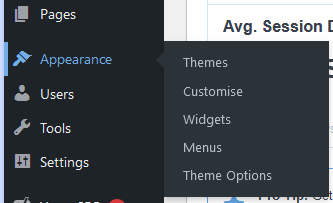 Pages
Avg. Session D
Appearance
Themes
Customise
Users
Widgets
Tools
Menus
Settings
Theme Options